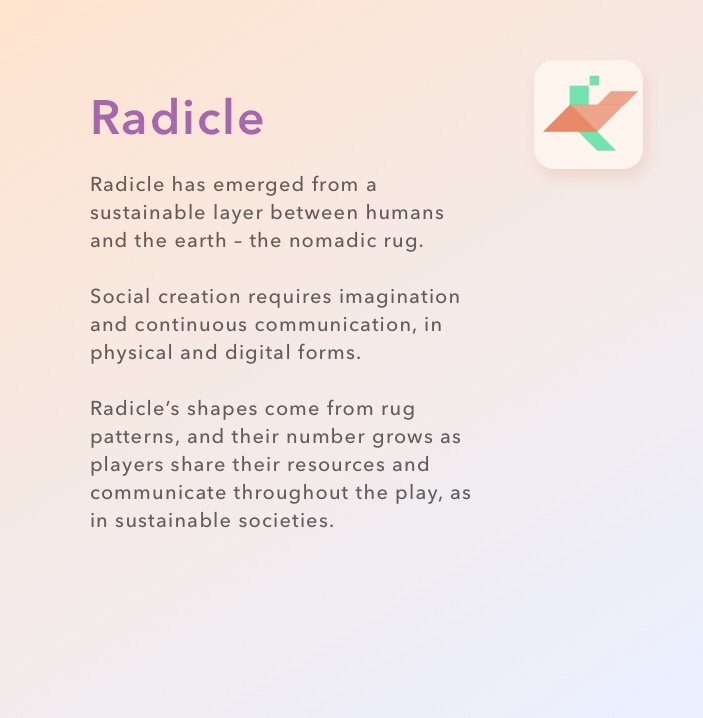 Radicle
Radicle has emerged from a
sustainable layer between humans
and the earth – the nomadic rug.
Social creation requires imagination
and continuous communication, in
physical and digital forms.
Radicle’s shapes come from rug
patterns, and their number grows as
players share their resources and
communicate throughout the play, as
in sustainable societies.